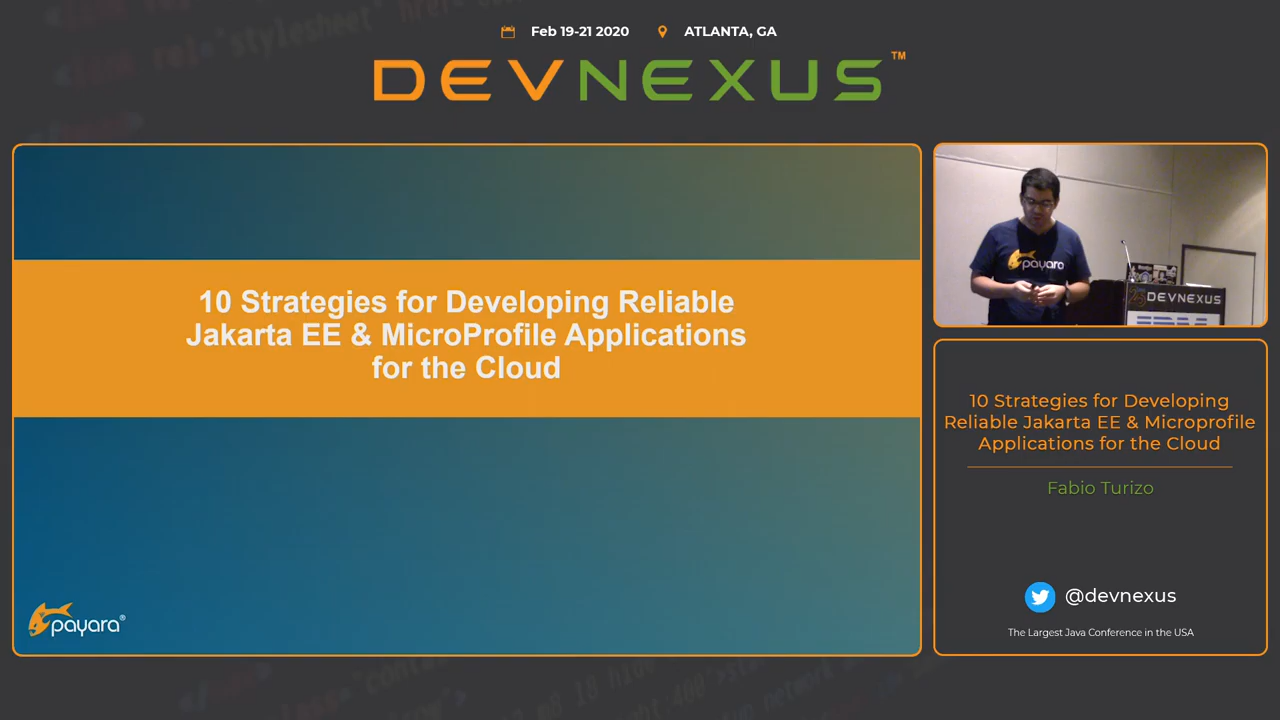 Feb 19-21 2020
ATLANTA, GA
DEVNEXUS™
10 Strategies for Developing Reliable
Jakarta EE & MicroProfile Applications
for the Cloud
payara®
payara
DEVNEXUS
10 Strategies for Developing
Reliable Jakarta EE & Microprofile
Applications for the Cloud
Fabio Turizo
@devnexus
The Largest Java Conference in the USA